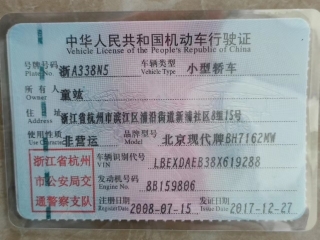 中华人民共和国机动车行驶证
Vehicle License of the People's Republic of China
号牌号码 Plate No. 浙A338N5 车辆类型 Vehicle Type 小型轿车
所有人 Owner 童站
住址 Address 浙江省杭州市滨江区浦沿街道新浦社区8组15号
使用性质 Use Character 非营运 品牌型号 Model 北京现代牌BH7162MW
车辆识别代号 VIN LBEXDAEB38X619288
发动机号码 Engine No. 8B159806
注册日期 Register Date 2008-07-15 发证日期 Issue Date 2017-12-27
浙江省杭州
市公安局交
通警察支队